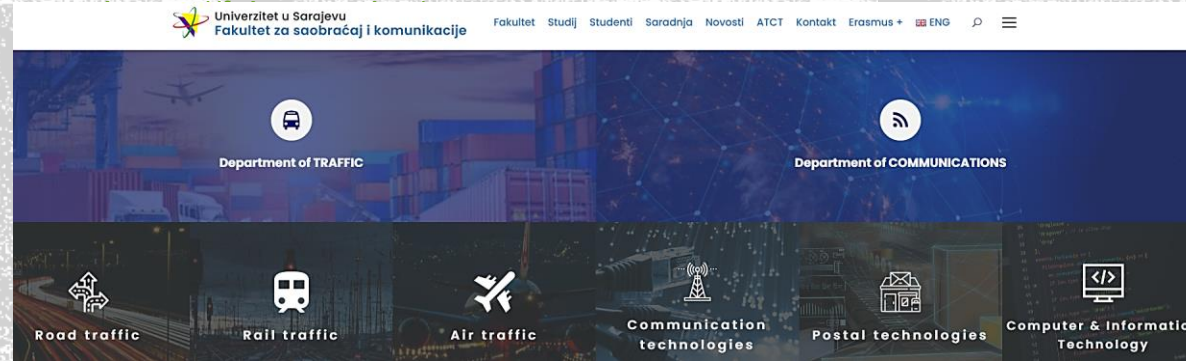 Univerzitet u Sarajevu
Fakultet za saobraćaj i komunikacije
Fakultet Studij Studenti Saradnja Novosti ATCT Kontakt Erasmus + ENG
Department of TRAFFIC
Department of COMMUNICATIONS
Road traffic
Rail traffic
Air traffic
Communication
technologies
Postal technologies
Computer & Informatio
Technology